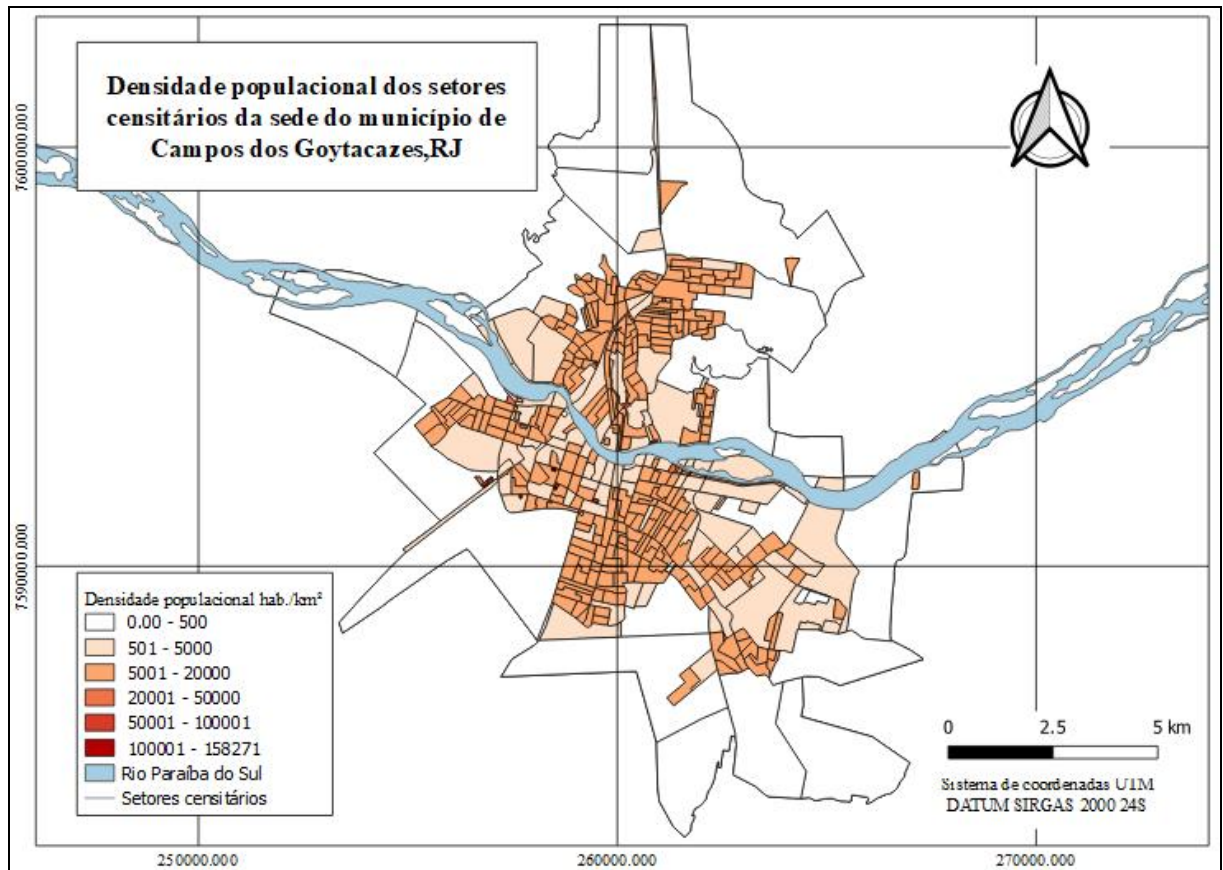 Densidade populacional dos setores
censitários da sede do município de
Campos dos Goytacazes,RJ
7600000.000
7590000.000
Densidade populacional hab./km²
0.00 - 500
501 - 5000
5001 - 20000
20001 - 50000
50001 - 100001
100001 - 158271
Rio Paraíba do Sul
Setores censitários
0 2.5 5 km
Sistema de coordenadas UTM
DATUM SIRGAS 2000 24S
250000.000 260000.000 270000.000